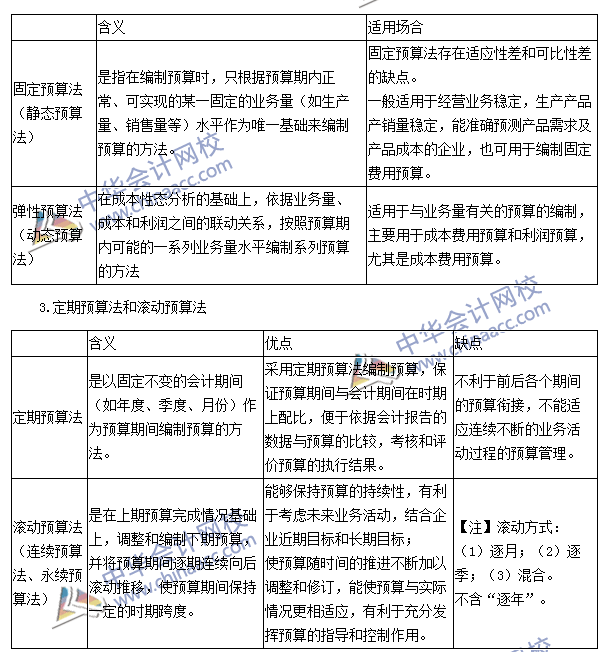 含义
适用场合
固定预算法
（静态预算
法）
是指在编制预算时，只根据预算期内正
常、可实现的某一固定的业务量（如生产
量、销售量等）水平作为唯一基础来编制
预算的方法。
固定预算法存在适应性差和可比性差
的缺点。
一般适用于经营业务稳定，生产产品
产销量稳定，能准确预测产品需求及
产品成本的企业，也可用于编制固定
费用预算。
弹性预算法
（动态预算
法）
在成本性态分析的基础上，依据业务量、
成本和利润之间的联动关系，按照预算期
内可能的一系列业务量水平编制系列预算
的方法
适用于与业务量有关的预算的编制，
主要用于成本费用预算和利润预算，
尤其是成本费用预算。
3.定期预算法和滚动预算法
含义
优点
缺点
定期预算法
是以固定不变的会计期间
（如年度、季度、月份）作
为预算期间编制预算的方
法。
采用定期预算法编制预算，保
证预算期间与会计期间在时期
上配比，便于依据会计报告的
数据与预算的比较，考核和评
价预算的执行结果。
不利于前后各个期间
的预算衔接，不能适
应连续不断的业务活
动过程的预算管理。
滚动预算法
（连续预算
法、永续预
算法）
是在上期预算完成情况基础
上，调整和编制下期预算，
并将预算期间逐期连续向后
滚动推移，使预算期间保持
一定的时期跨度。
能够保持预算的持续性，有利
于考虑未来业务活动，结合企
业近期目标和长期目标；
使预算随时间的推进不断加以
调整和修订，能使预算与实际
情况更相适应，有利于充分发
挥预算的指导和控制作用。
【注】滚动方式：
（1）逐月；（2）逐
季；（3）混合。
不含“逐年”。
中华会计网校
www.chinaacc.com
中华会计网校
www.chinaacc.com
中华会计网校
www.chinaacc.com